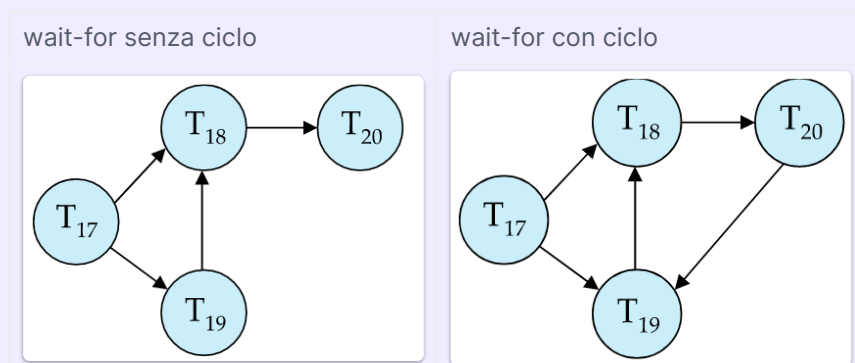 wait-for senza ciclo
wait-for con ciclo
T18
T20
T17
T19
T18
T20
T17
T19